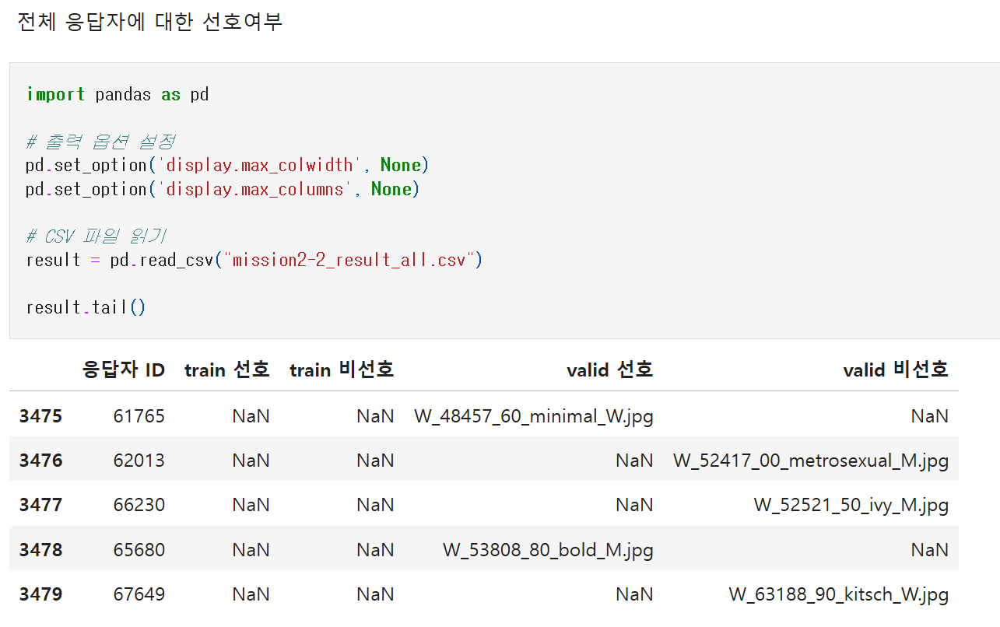 전체 응답자에 대한 선호여부
import pandas as pd
# 출력 옵션 설정
pd.set_option('display.max_colwidth', None)
pd.set_option('display.max_columns', None)
# CSV 파일 읽기
result = pd.read_csv("mission2-2_result_all.csv")
result.tail()
응답자 ID train 선호 train 비선호 valid 선호 valid 비선호
3475 61765 NaN NaN W_48457_60_minimal_W.jpg NaN
3476 62013 NaN NaN NaN W_52417_00_metrosexual_M.jpg
3477 66230 NaN NaN NaN W_52521_50_ivy_M.jpg
3478 65680 NaN NaN W_53808_80_bold_M.jpg NaN
3479 67649 NaN NaN NaN W_63188_90_kitsch_W.jpg